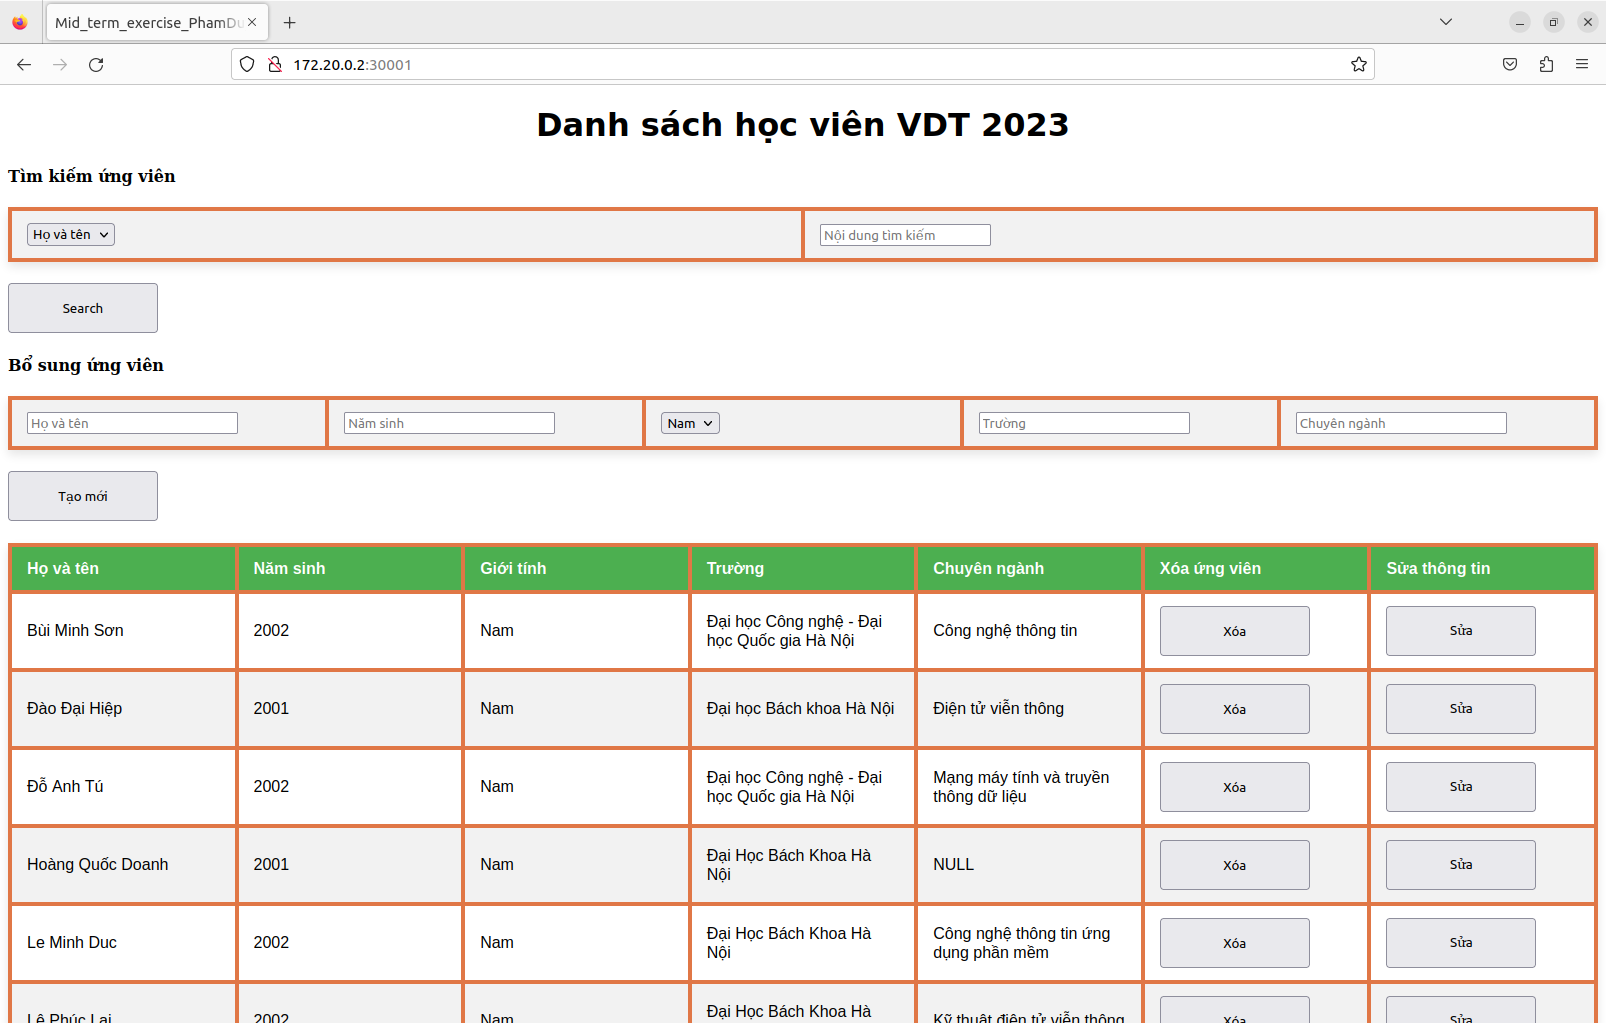 Mid_term_exercise_PhamDu
172.20.0.2:30001
Danh sách học viên VDT 2023
Tìm kiếm ứng viên
Họ và tên Nội dung tìm kiếm
Search
Bổ sung ứng viên
Họ và tên Năm sinh Nam Trường Chuyên ngành
Tạo mới
Họ và tên Năm sinh Giới tính Trường Chuyên ngành Xóa ứng viên Sửa thông tin
Bùi Minh Sơn 2002 Nam Đại học Công nghệ - Đại
học Quốc gia Hà Nội Công nghệ thông tin Xóa Sửa
Đào Đại Hiệp 2001 Nam Đại học Bách khoa Hà Nội Điện tử viễn thông Xóa Sửa
Đỗ Anh Tú 2002 Nam Đại học Công nghệ - Đại
học Quốc gia Hà Nội Mạng máy tính và truyền
thông dữ liệu Xóa Sửa
Hoàng Quốc Doanh 2001 Nam Đại Học Bách Khoa Hà
Nội NULL Xóa Sửa
Le Minh Duc 2002 Nam Đại Học Bách Khoa Hà
Nội Công nghệ thông tin ứng
dụng phần mềm Xóa Sửa
Lê Phúc Lai 2002 Nam Đại Học Bách Khoa Hà
Kỹ thuật điện tử viễn thông Xóa Sửa